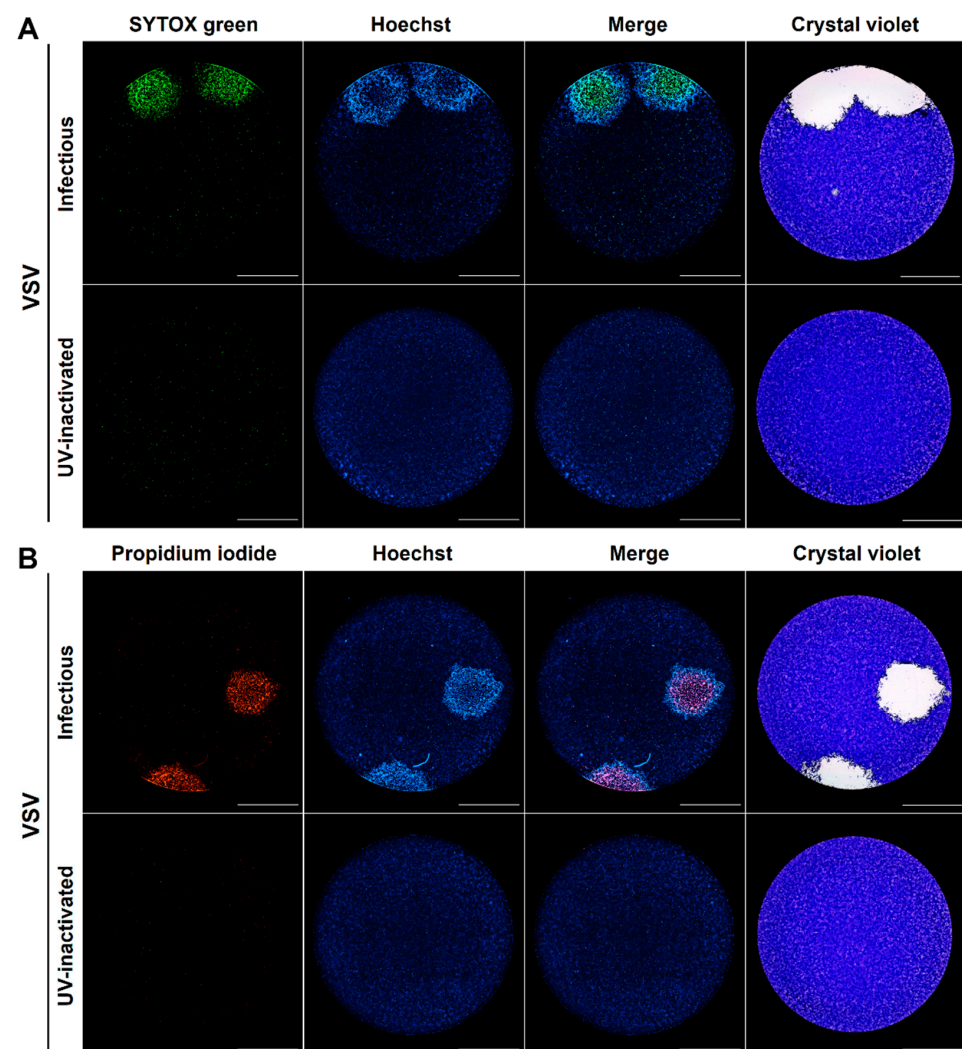 A
SYTOX green Hoechst Merge Crystal violet
VSV
Infectious
UV-inactivated
B
Propidium iodide Hoechst Merge Crystal violet
VSV
Infectious
UV-inactivated